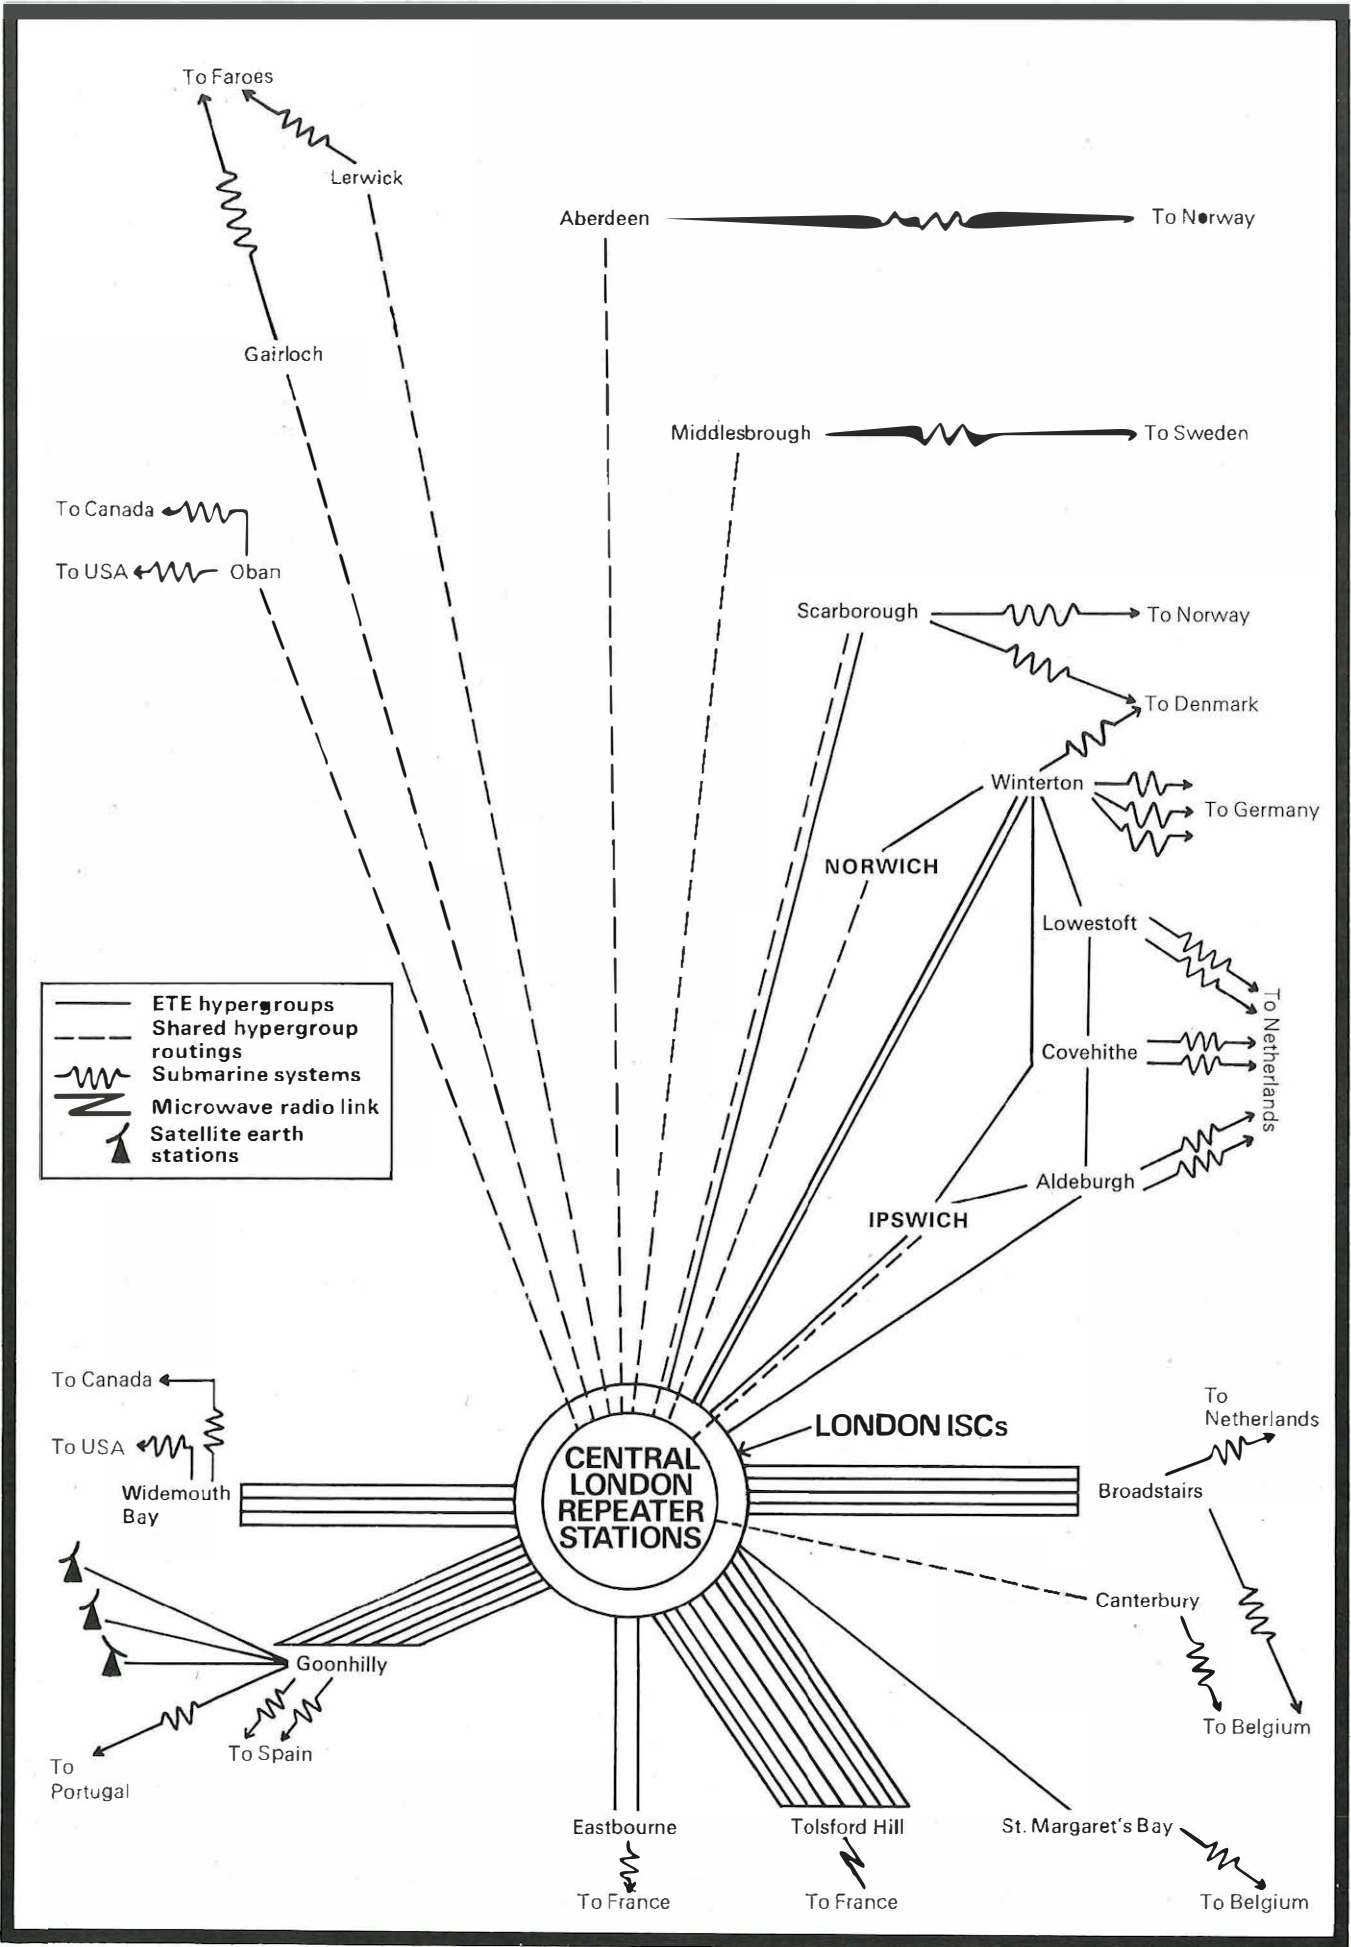 To Faroes
Lerwick
Aberdeen
To Norway
Gairloch
Middlesbrough
To Sweden
To Canada
To USA
Oban
Scarborough
To Norway
To Denmark
Winterton
To Germany
NORWICH
Lowestoft
To Netherlands
Covehithe
Aldeburgh
IPSWICH
ETE hypergroups
Shared hypergroup
routings
Submarine systems
Microwave radio link
Satellite earth
stations
To Canada
To USA
Widemouth
Bay
LONDON ISCs
CENTRAL
LONDON
REPEATER
STATIONS
To
Netherlands
Broadstairs
Canterbury
To Belgium
Goonhilly
To Spain
To
Portugal
Eastbourne
To France
Tolsford Hill
To France
St. Margaret's Bay
To Belgium